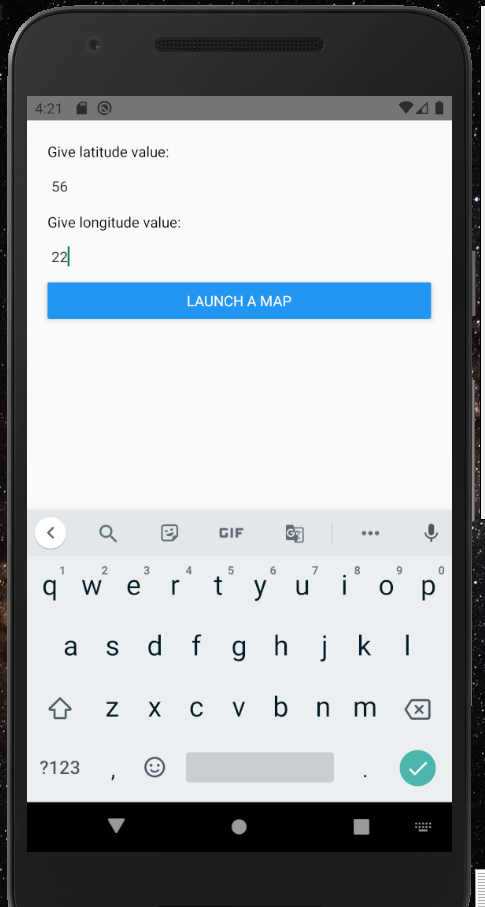 4:21
Give latitude value:
56
Give longitude value:
22
LAUNCH A MAP
GIF
1 2 3 4 5 6 7 8 9 0
q w e r t y u i o p
a s d f g h j k l
z x c v b n m
?123 , .